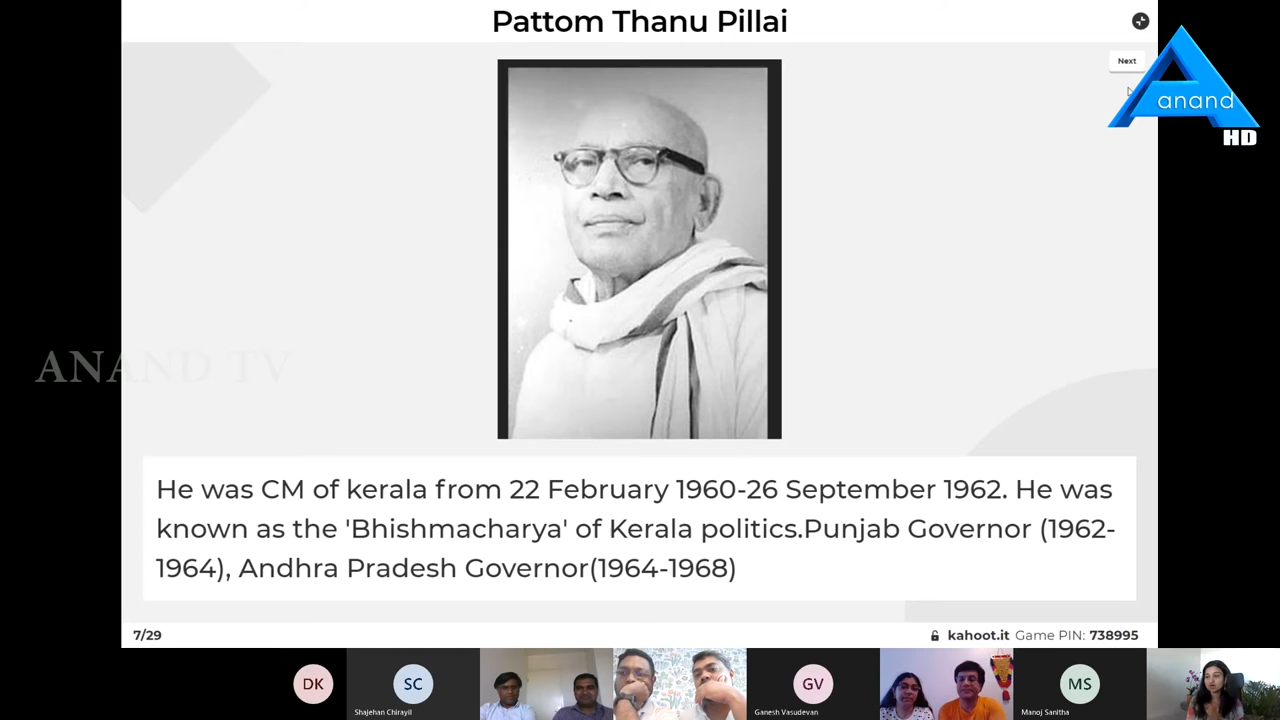 Pattom Thanu Pillai
Next
anand
HD
ANAND TV
He was CM of kerala from 22 February 1960-26 September 1962. He was
known as the 'Bhishmacharya' of Kerala politics.Punjab Governor (1962-
1964), Andhra Pradesh Governor(1964-1968)
7/29
kahoot.it Game PIN: 738995
DK
SC
GV
MS
Shajehan Chirayil
Ganesh Vasudevan
Manoj Sanitha